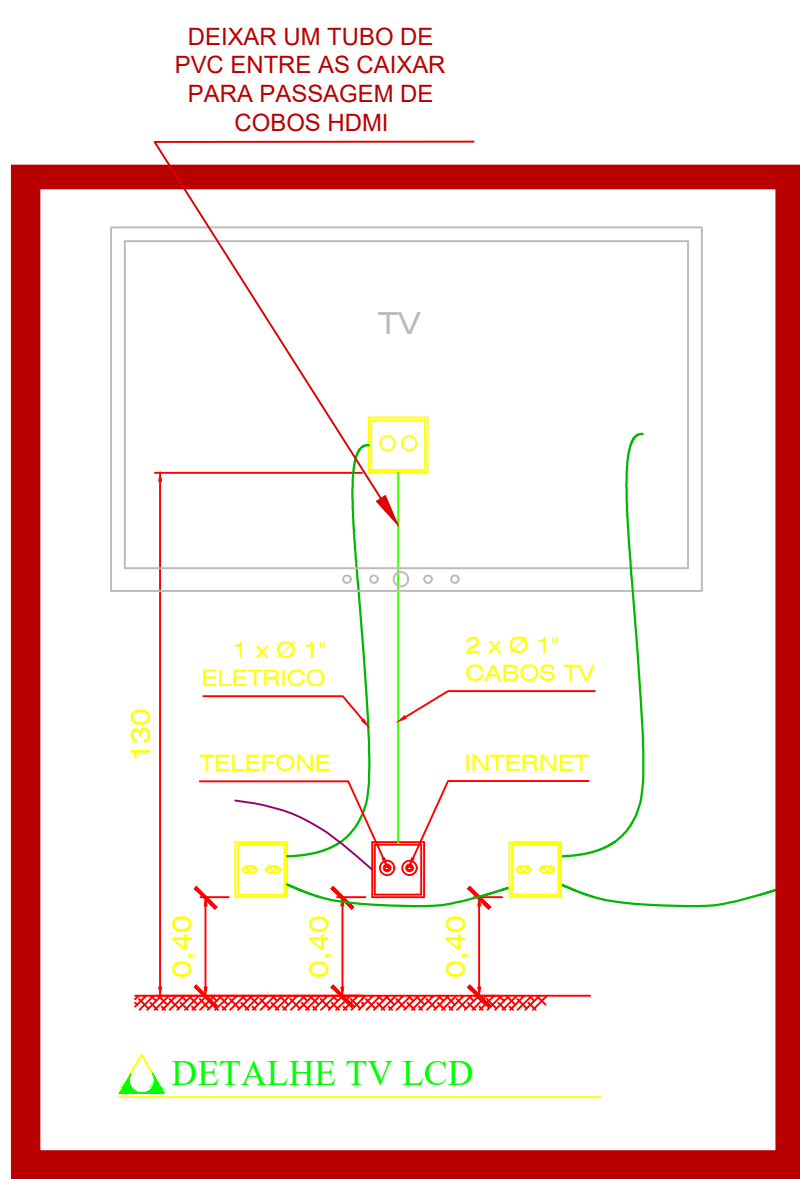 DEIXAR UM TUBO DE
PVC ENTRE AS CAIXAR
PARA PASSAGEM DE
COBOS HDMI
TV
1 x Ø 1"
ELETRICO
2 x Ø 1"
CABOS TV
130
TELEFONE
INTERNET
0,40
0,40
0,40
DETALHE TV LCD